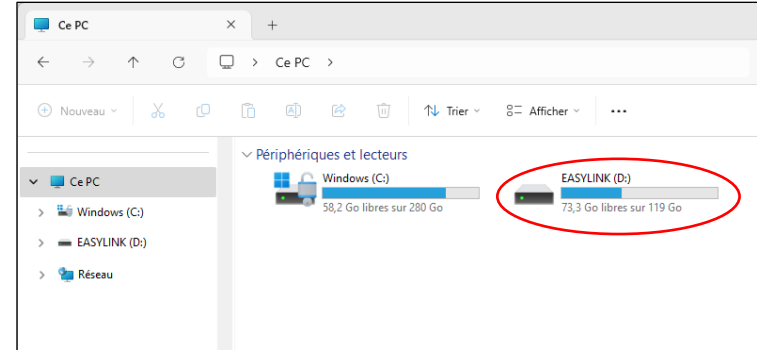 Ce PC
Ce PC
Nouveau
Trier
Afficher
Périphériques et lecteurs
Ce PC
Windows (C:)
EASYLINK (D:)
Réseau
Windows (C:)
58,2 Go libres sur 280 Go
EASYLINK (D:)
73,3 Go libres sur 119 Go